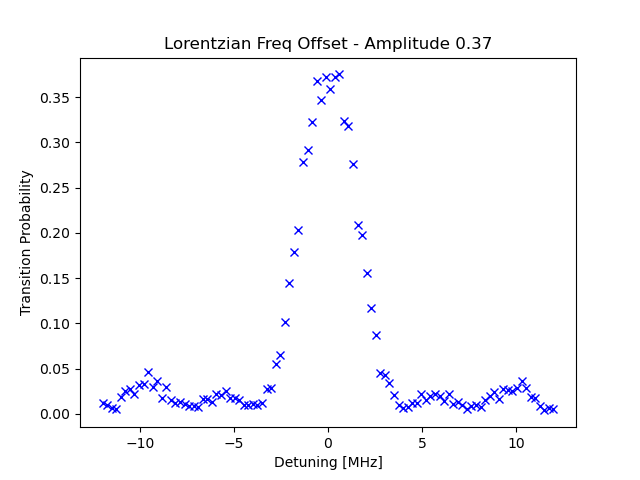 Lorentzian Freq Offset - Amplitude 0.37
Transition Probability
0.35
0.30
0.25
0.20
0.15
0.10
0.05
0.00
−10 −5 0 5 10
Detuning [MHz]